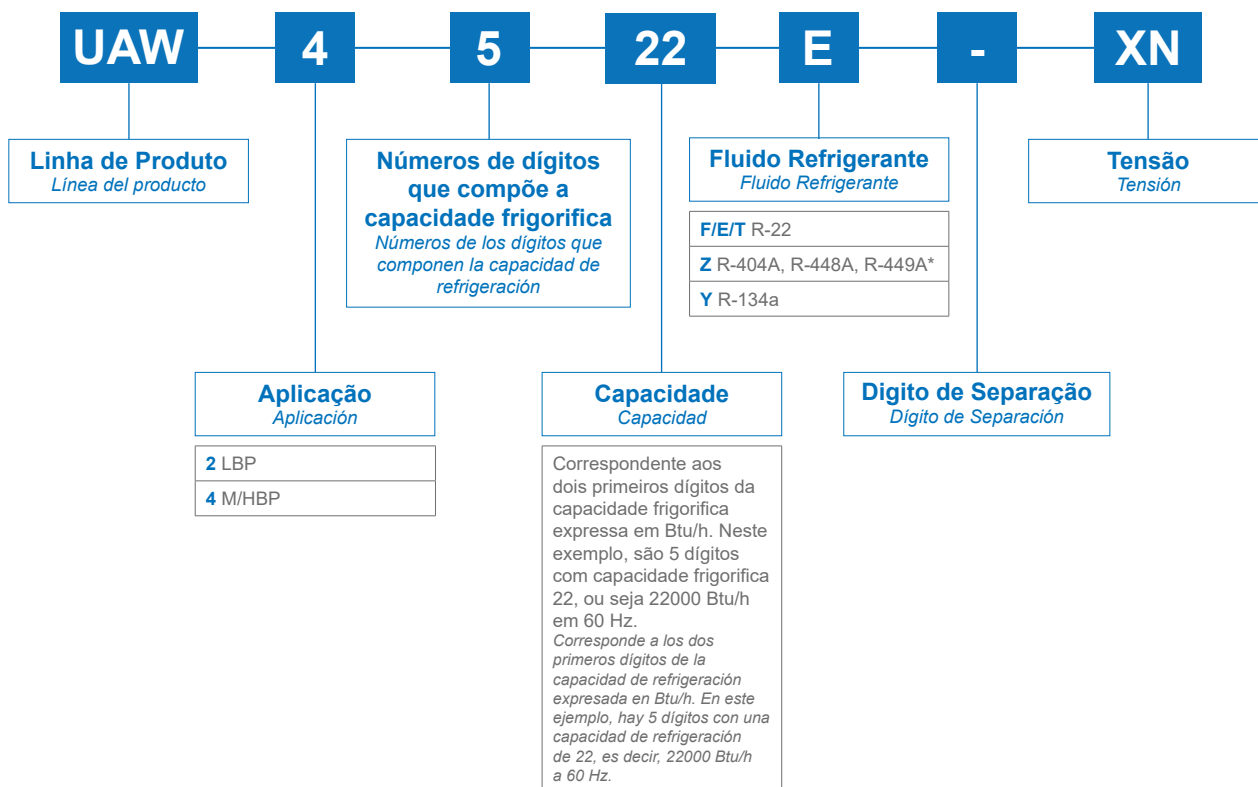 UAW 4 5 22 E - XN
Linha de Produto
Línea del producto
Números de dígitos
que compõe a
capacidade frigorifica
Números de los dígitos que
componen la capacidad de
refrigeración
Fluido Refrigerante
Fluido Refrigerante
F/E/T R-22
Z R-404A, R-448A, R-449A*
Y R-134a
Tensão
Tensión
Aplicação
Aplicación
2 LBP
4 M/HBP
Capacidade
Capacidad
Correspondente aos
dois primeiros dígitos da
capacidade frigorifica
expressa em Btu/h. Neste
exemplo, são 5 dígitos
com capacidade frigorifica
22, ou seja 22000 Btu/h
em 60 Hz.
Corresponde a los dos
primeros dígitos de la
capacidad de refrigeración
expresada en Btu/h. En este
ejemplo, hay 5 dígitos con una
capacidad de refrigeración
de 22, es decir, 22000 Btu/h
a 60 Hz.
Digito de Separação
Dígito de Separación